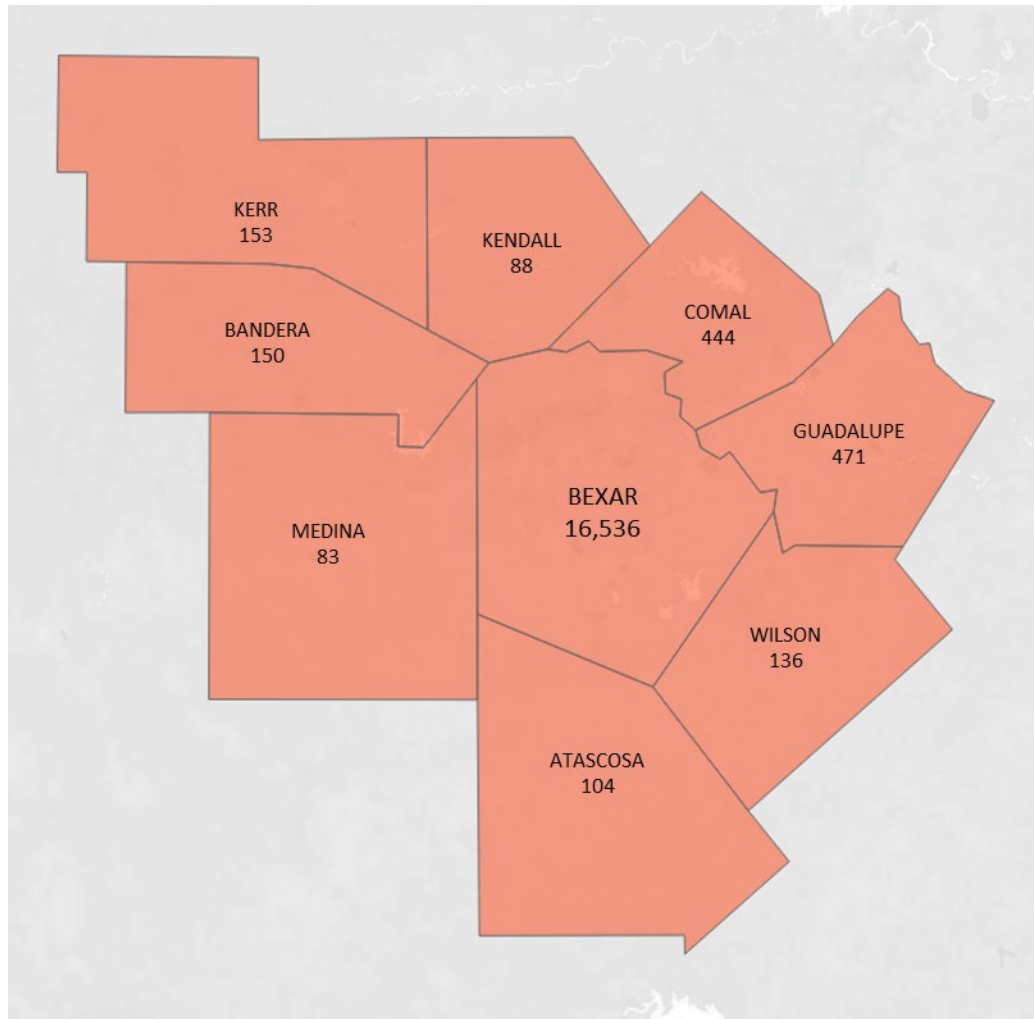 KERR
153
KENDALL
88
COMAL
444
BANDERA
150
GUADALUPE
471
BEXAR
16,536
MEDINA
83
WILSON
136
ATASCOSA
104